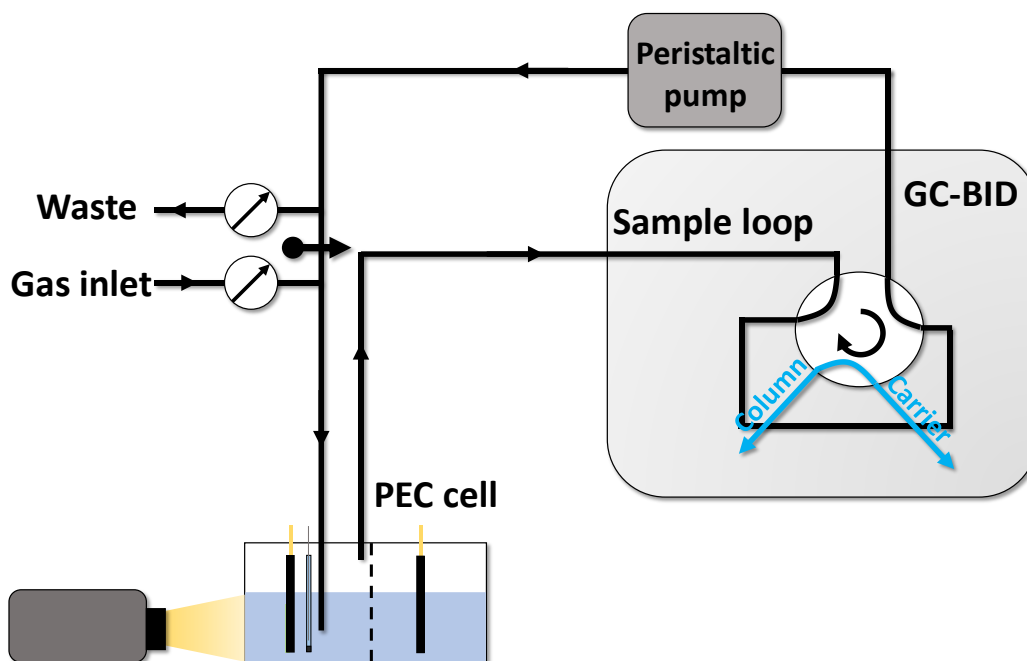 Peristaltic
pump
GC-BID
Waste
Sample loop
Gas inlet
Column
Carrier
PEC cell